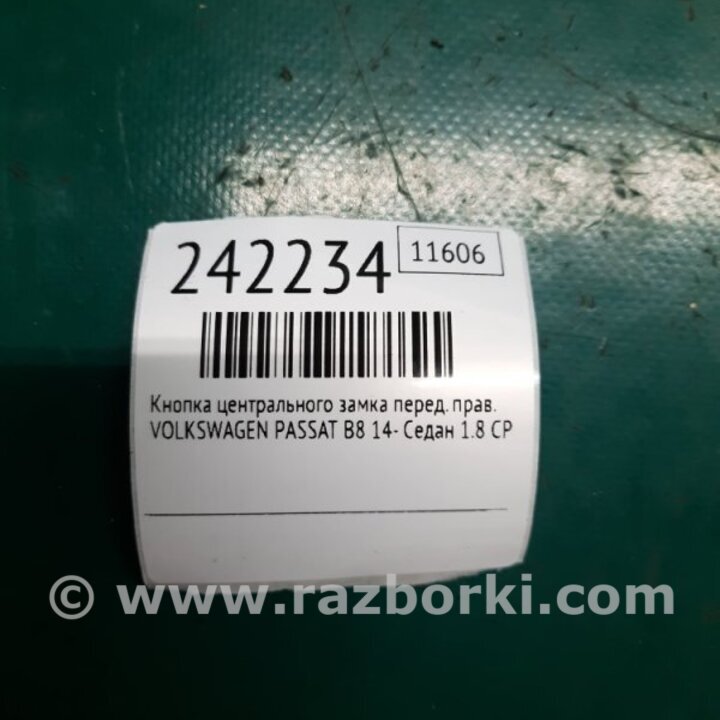 242234
11606
Кнопка центрального замка перед. прав.
VOLKSWAGEN PASSAT B8 14- Седан 1.8 CP
© www.razborki.com